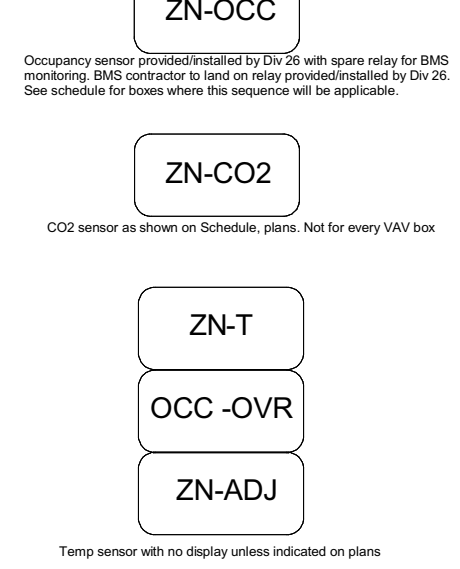 ZN-OCC
Occupancy sensor provided/installed by Div 26 with spare relay for BMS
monitoring. BMS contractor to land on relay provided/installed by Div 26.
See schedule for boxes where this sequence will be applicable.
ZN-CO2
CO2 sensor as shown on Schedule, plans. Not for every VAV box
ZN-T
OCC -OVR
ZN-ADJ
Temp sensor with no display unless indicated on plans